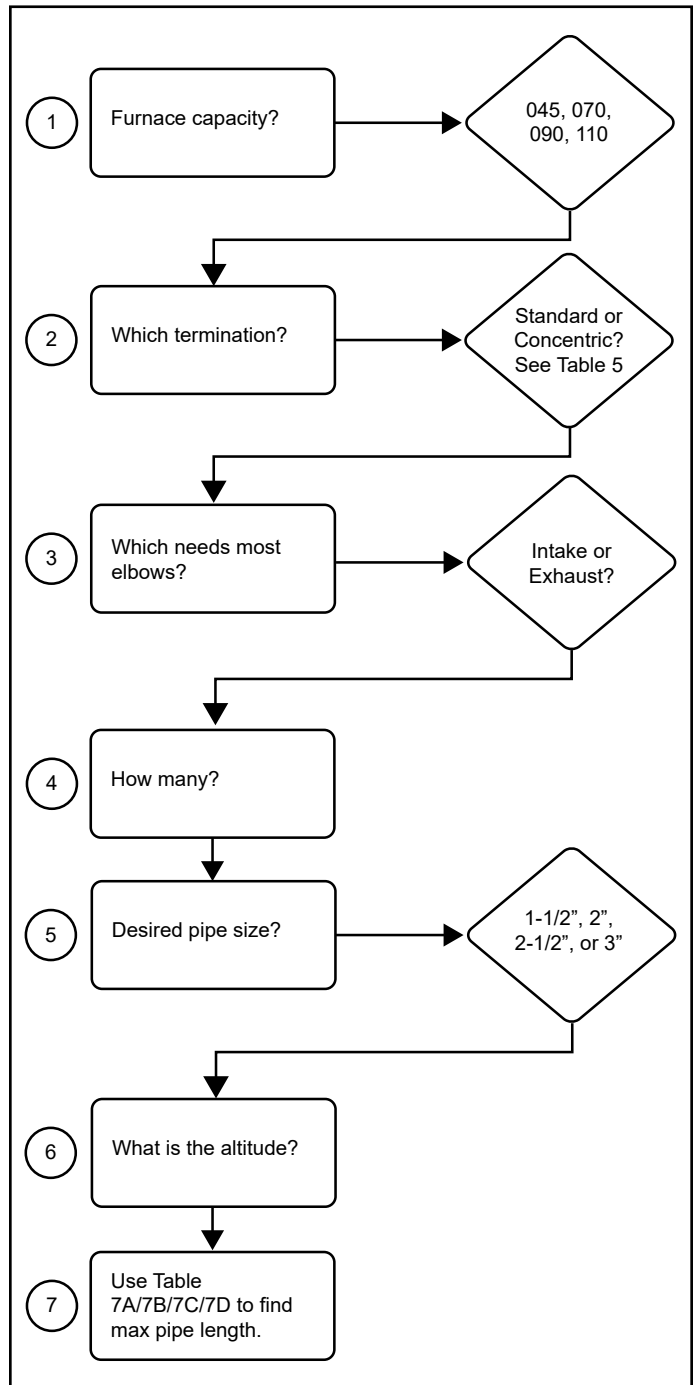 1
Furnace capacity?
045, 070,
090, 110
2
Which termination?
Standard or
Concentric?
See Table 5
3
Which needs most
elbows?
Intake or
Exhaust?
4
How many?
5
Desired pipe size?
1-1/2”, 2”,
2-1/2”, or 3”
6
What is the altitude?
7
Use Table
7A/7B/7C/7D to find
max pipe length.